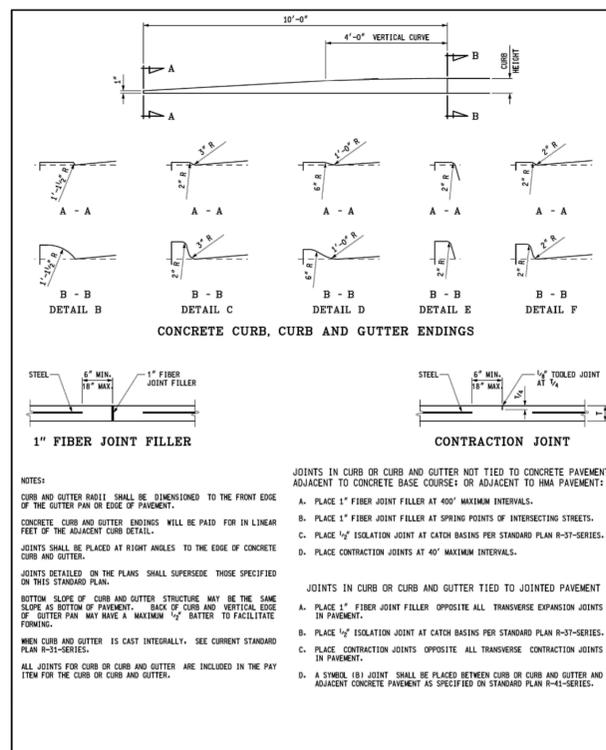 10'-0"
4'-0" VERTICAL CURVE
A
B
1"
CURB
HEIGHT
A
B
1'-1½" R
3" R
2" R
1'-0" R
6" R
2" R
2" R
2" R
A - A
A - A
A - A
A - A
A - A
1'-1½" R
3" R
2" R
1'-0" R
6" R
2" R
2" R
2" R
B - B
B - B
B - B
B - B
B - B
DETAIL B
DETAIL C
DETAIL D
DETAIL E
DETAIL F
CONCRETE CURB, CURB AND GUTTER ENDINGS
STEEL
6" MIN.
18" MAX.
1" FIBER
JOINT FILLER
1" FIBER JOINT FILLER
STEEL
6" MIN.
18" MAX.
T/4
⅛" TOOLED JOINT
AT T/4
T
CONTRACTION JOINT
NOTES:
CURB AND GUTTER RADII SHALL BE DIMENSIONED TO THE FRONT EDGE
OF THE GUTTER PAN OR EDGE OF PAVEMENT.
CONCRETE CURB AND GUTTER ENDINGS WILL BE PAID FOR IN LINEAR
FEET OF THE ADJACENT CURB DETAIL.
JOINTS SHALL BE PLACED AT RIGHT ANGLES TO THE EDGE OF CONCRETE
CURB AND GUTTER.
JOINTS DETAILED ON THE PLANS SHALL SUPERSEDE THOSE SPECIFIED
ON THIS STANDARD PLAN.
BOTTOM SLOPE OF CURB AND GUTTER STRUCTURE MAY BE THE SAME
SLOPE AS BOTTOM OF PAVEMENT. BACK OF CURB AND VERTICAL EDGE
OF GUTTER PAN MAY HAVE A MAXIMUM ½" BATTER TO FACILITATE
FORMING.
WHEN CURB AND GUTTER IS CAST INTEGRALLY, SEE CURRENT STANDARD
PLAN R-31-SERIES.
ALL JOINTS FOR CURB OR CURB AND GUTTER ARE INCLUDED IN THE PAY
ITEM FOR THE CURB OR CURB AND GUTTER.
JOINTS IN CURB OR CURB AND GUTTER NOT TIED TO CONCRETE PAVEMENT
ADJACENT TO CONCRETE BASE COURSE; OR ADJACENT TO HMA PAVEMENT:
A. PLACE 1" FIBER JOINT FILLER AT 400' MAXIMUM INTERVALS.
B. PLACE 1" FIBER JOINT FILLER AT SPRING POINTS OF INTERSECTING STREETS.
C. PLACE ½" ISOLATION JOINT AT CATCH BASINS PER STANDARD PLAN R-37-SERIES.
D. PLACE CONTRACTION JOINTS AT 40' MAXIMUM INTERVALS.
JOINTS IN CURB OR CURB AND GUTTER TIED TO JOINTED PAVEMENT
A. PLACE 1" FIBER JOINT FILLER OPPOSITE ALL TRANSVERSE EXPANSION JOINTS
IN PAVEMENT.
B. PLACE ½" ISOLATION JOINT AT CATCH BASINS PER STANDARD PLAN R-37-SERIES.
C. PLACE CONTRACTION JOINTS OPPOSITE ALL TRANSVERSE CONTRACTION JOINTS
IN PAVEMENT.
D. A SYMBOL (B) JOINT SHALL BE PLACED BETWEEN CURB OR CURB AND GUTTER AND
ADJACENT CONCRETE PAVEMENT AS SPECIFIED ON STANDARD PLAN R-41-SERIES.